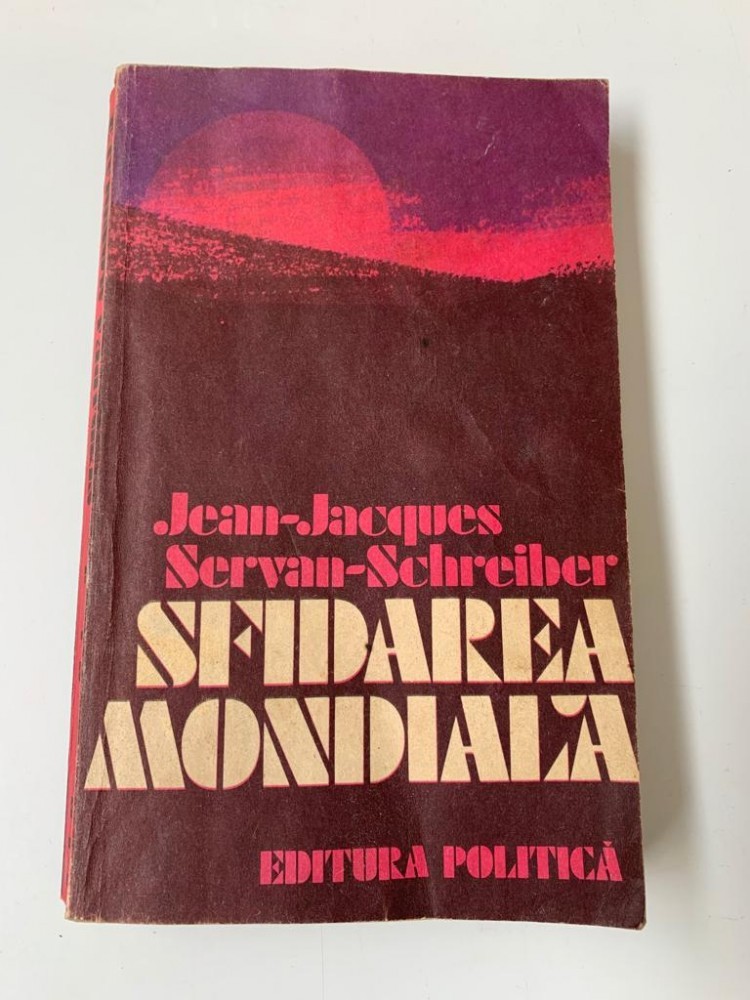 Jean-Jacques
Servan-Schreiber
SFIDAREA
MONDIALĂ
EDITURA POLITICĂ